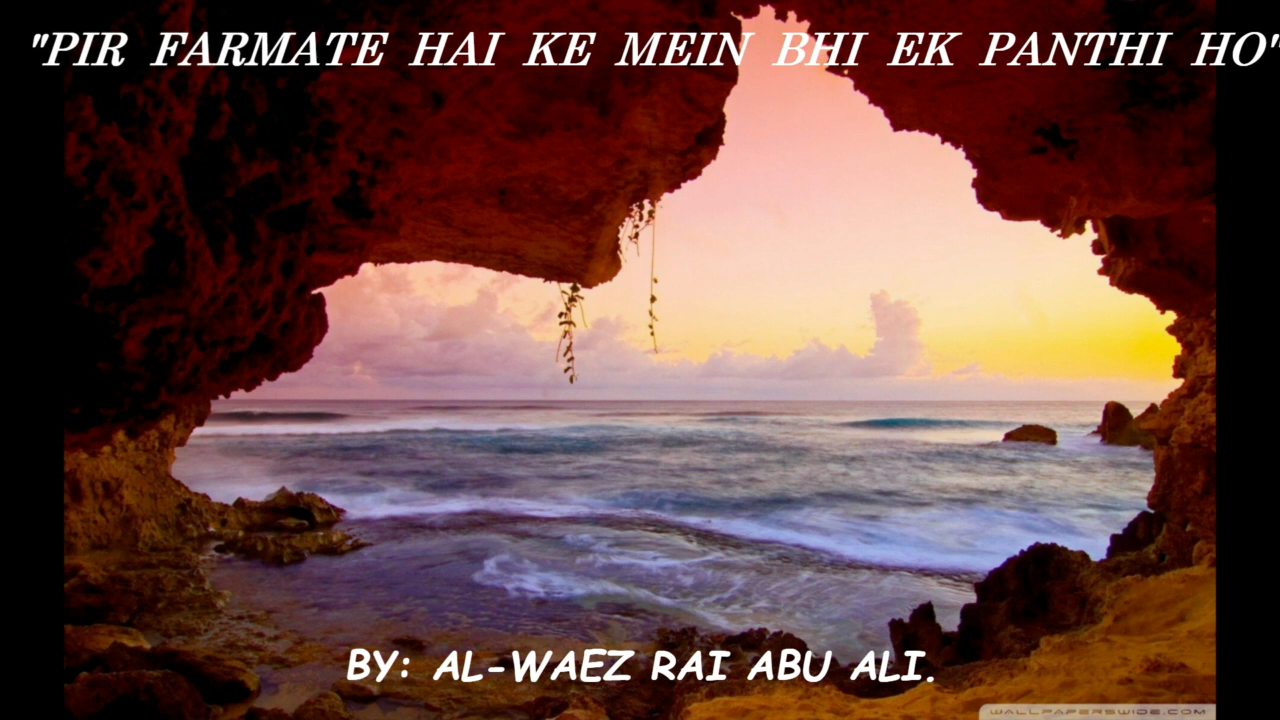 "PIR FARMATE HAI KE MEIN BHI EK PANTHI HO"
BY: AL-WAEZ RAI ABU ALI.
WALLPAPERSWIDE.COM